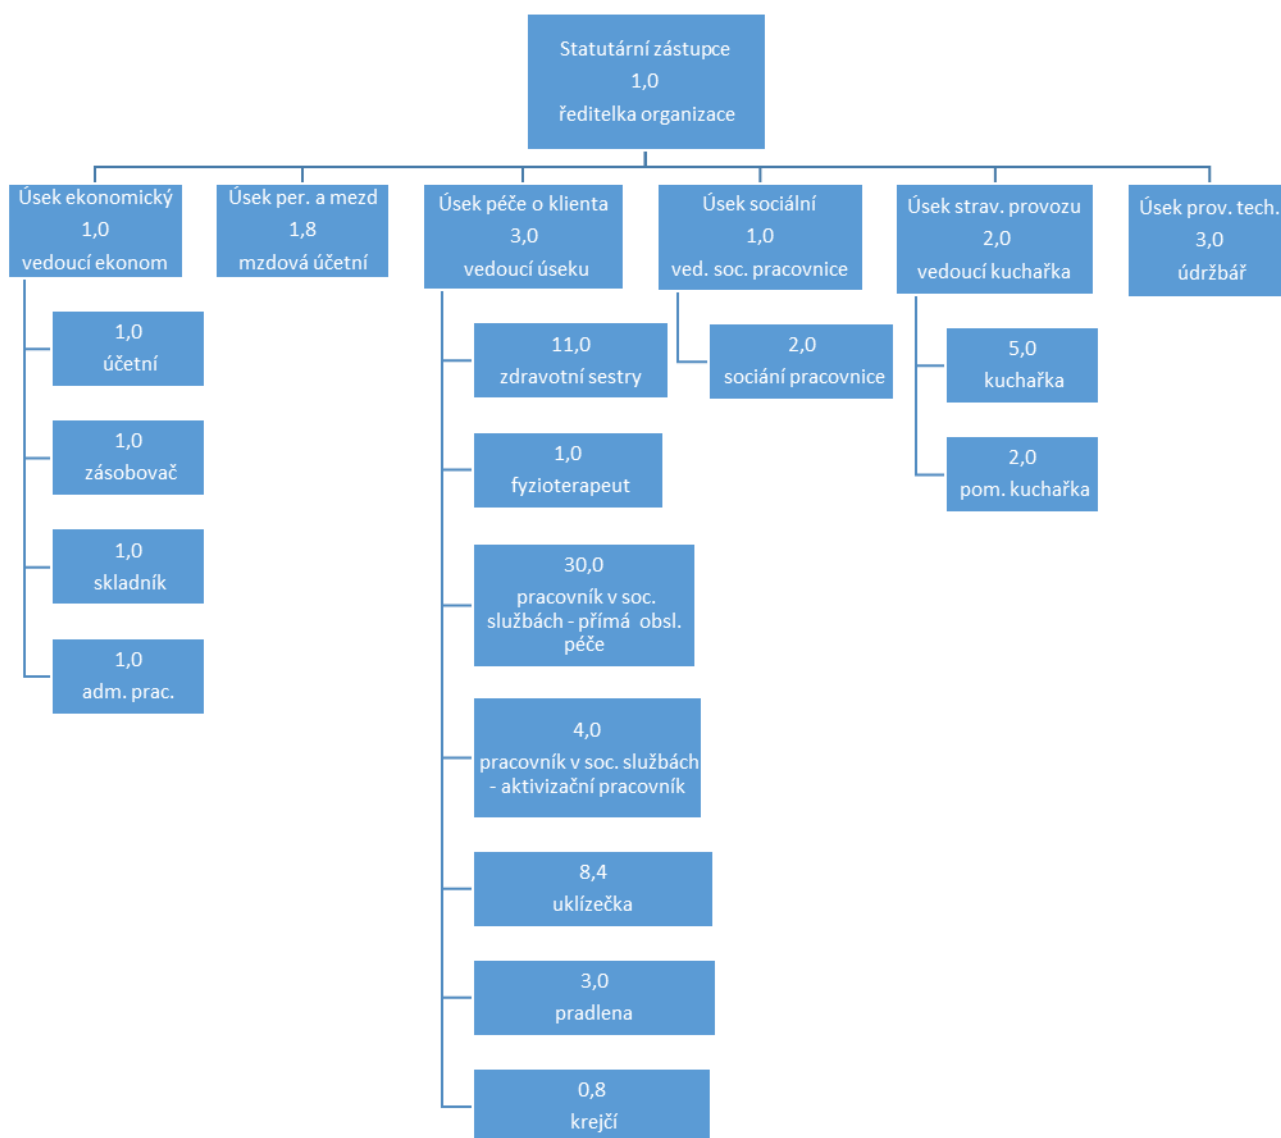 Statutární zástupce
1,0
ředitelka organizace
Úsek ekonomický
1,0
vedoucí ekonom
účetní
1,0
zásobovač
1,0
skladník
1,0
adm. prac.
1,0
Úsek per. a mezd
1,8
mzdová účetní
Úsek péče o klienta
3,0
vedoucí úseku
11,0
zdravotní sestry
1,0
fyzioterapeut
30,0
pracovník v soc.
službách - přímá obsl.
péče
4,0
pracovník v soc. službách
- aktivizační pracovník
8,4
uklízečka
3,0
pradlena
0,8
krejčí
Úsek sociální
1,0
ved. soc. pracovnice
2,0
sociání pracovnice
Úsek strav. provozu
2,0
vedoucí kuchařka
5,0
kuchařka
2,0
pom. kuchařka
Úsek prov. tech.
3,0
údržbář